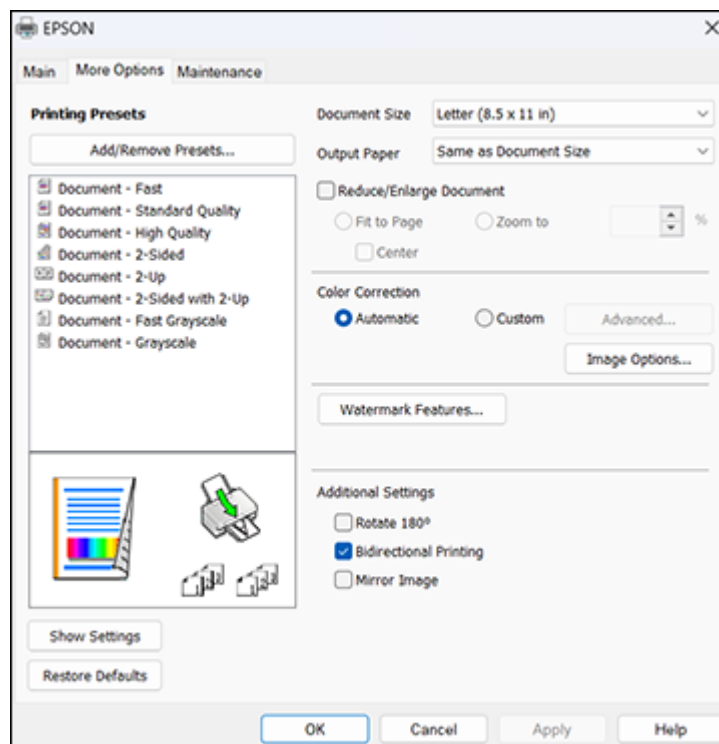 EPSON
Main More Options Maintenance
Printing Presets
Add/Remove Presets...
Document - Fast
Document - Standard Quality
Document - High Quality
Document - 2-Sided
Document - 2-Up
Document - 2-Sided with 2-Up
Document - Fast Grayscale
Document - Grayscale
Show Settings
Restore Defaults
Document Size Letter (8.5 x 11 in)
Output Paper Same as Document Size
Reduce/Enlarge Document
Fit to Page Zoom to %
Center
Color Correction
Automatic Custom Advanced...
Image Options...
Watermark Features...
Additional Settings
Rotate 180º
Bidirectional Printing
Mirror Image
OK Cancel Apply Help